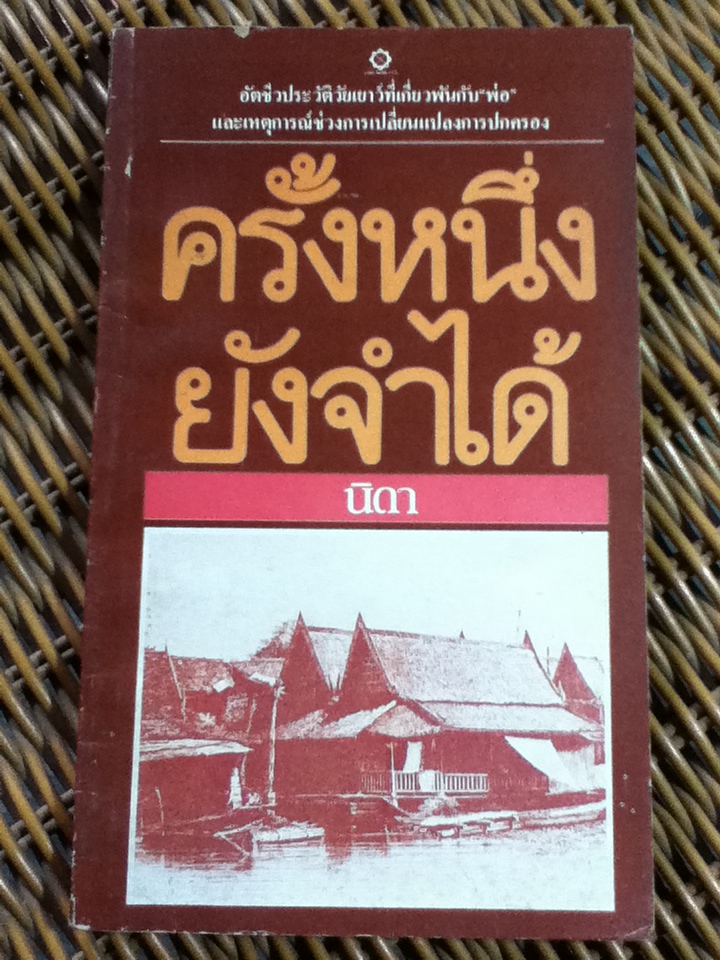 อัตชีวประวัติวัยเยาว์ที่เกี่ยวพันกับ"พ่อ"
และเหตุการณ์ช่วงการเปลี่ยนแปลงการปกครอง
ครั้งหนึ่ง
ยังจำได้
นิดา